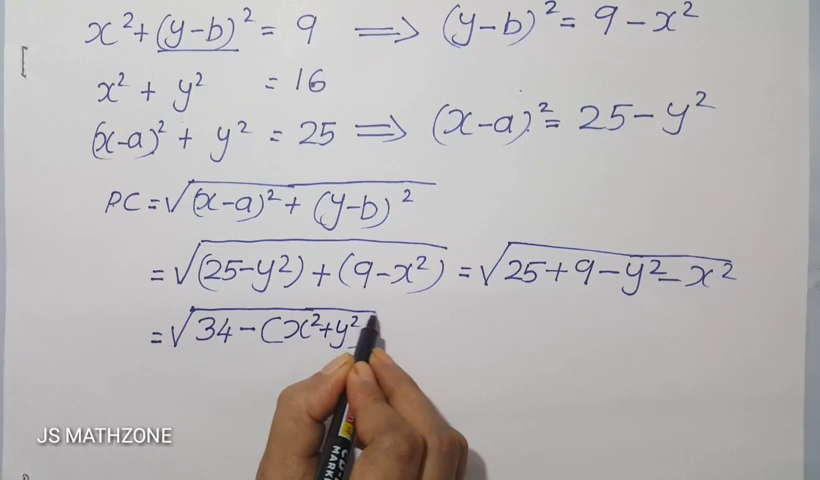 x² + (y-b)² = 9 ⟹ (y-b)² = 9 - x²
x² + y² = 16
(x-a)² + y² = 25 ⟹ (x-a)² = 25 - y²
PC = √(x-a)² + (y-b)²
= √(25-y²) + (9-x²) = √25+9-y²-x²
= √34-(x²+y²
JS MATHZONE